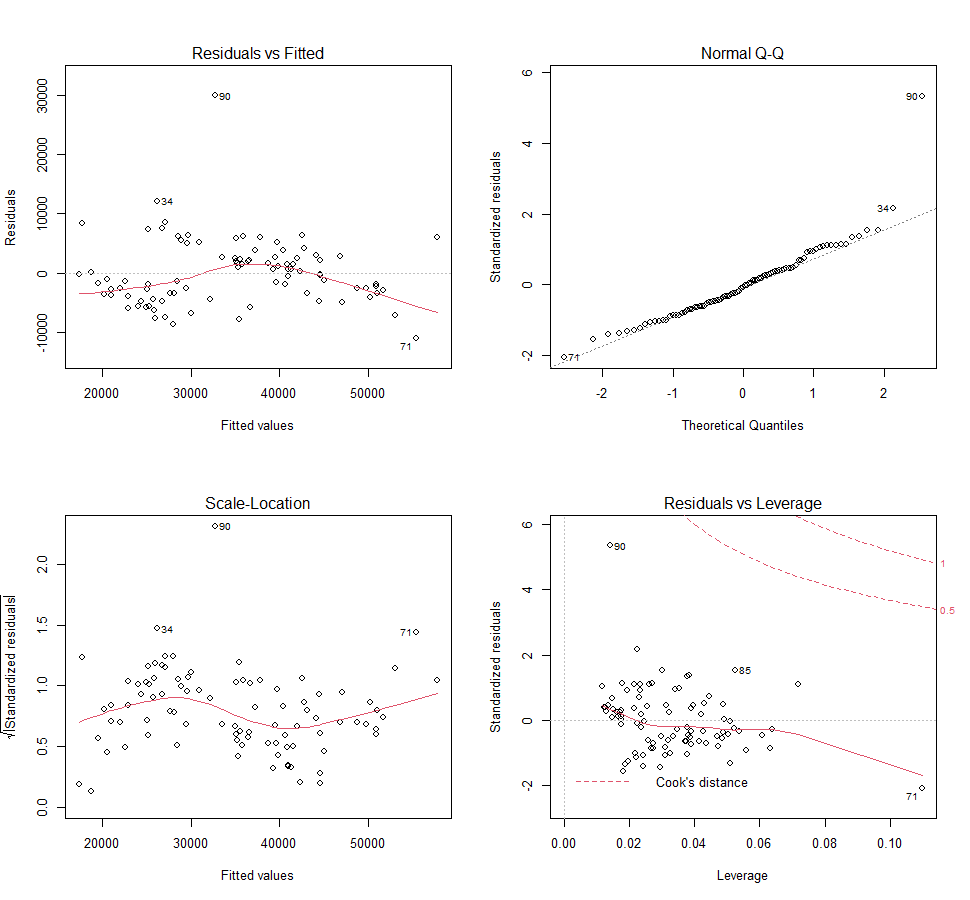 Residuals vs Fitted
Residuals
-10000 0 10000 30000
90
34
71
20000 30000 40000 50000
Fitted values
Normal Q-Q
Standardized residuals
-2 0 2 4 6
90
34
71
-2 -1 0 1 2
Theoretical Quantiles
Scale-Location
√|Standardized residuals|
0.0 0.5 1.0 1.5 2.0
90
34
71
20000 30000 40000 50000
Fitted values
Residuals vs Leverage
Standardized residuals
-2 0 2 4 6
90
85
71
1
0.5
Cook's distance
0.00 0.02 0.04 0.06 0.08 0.10
Leverage